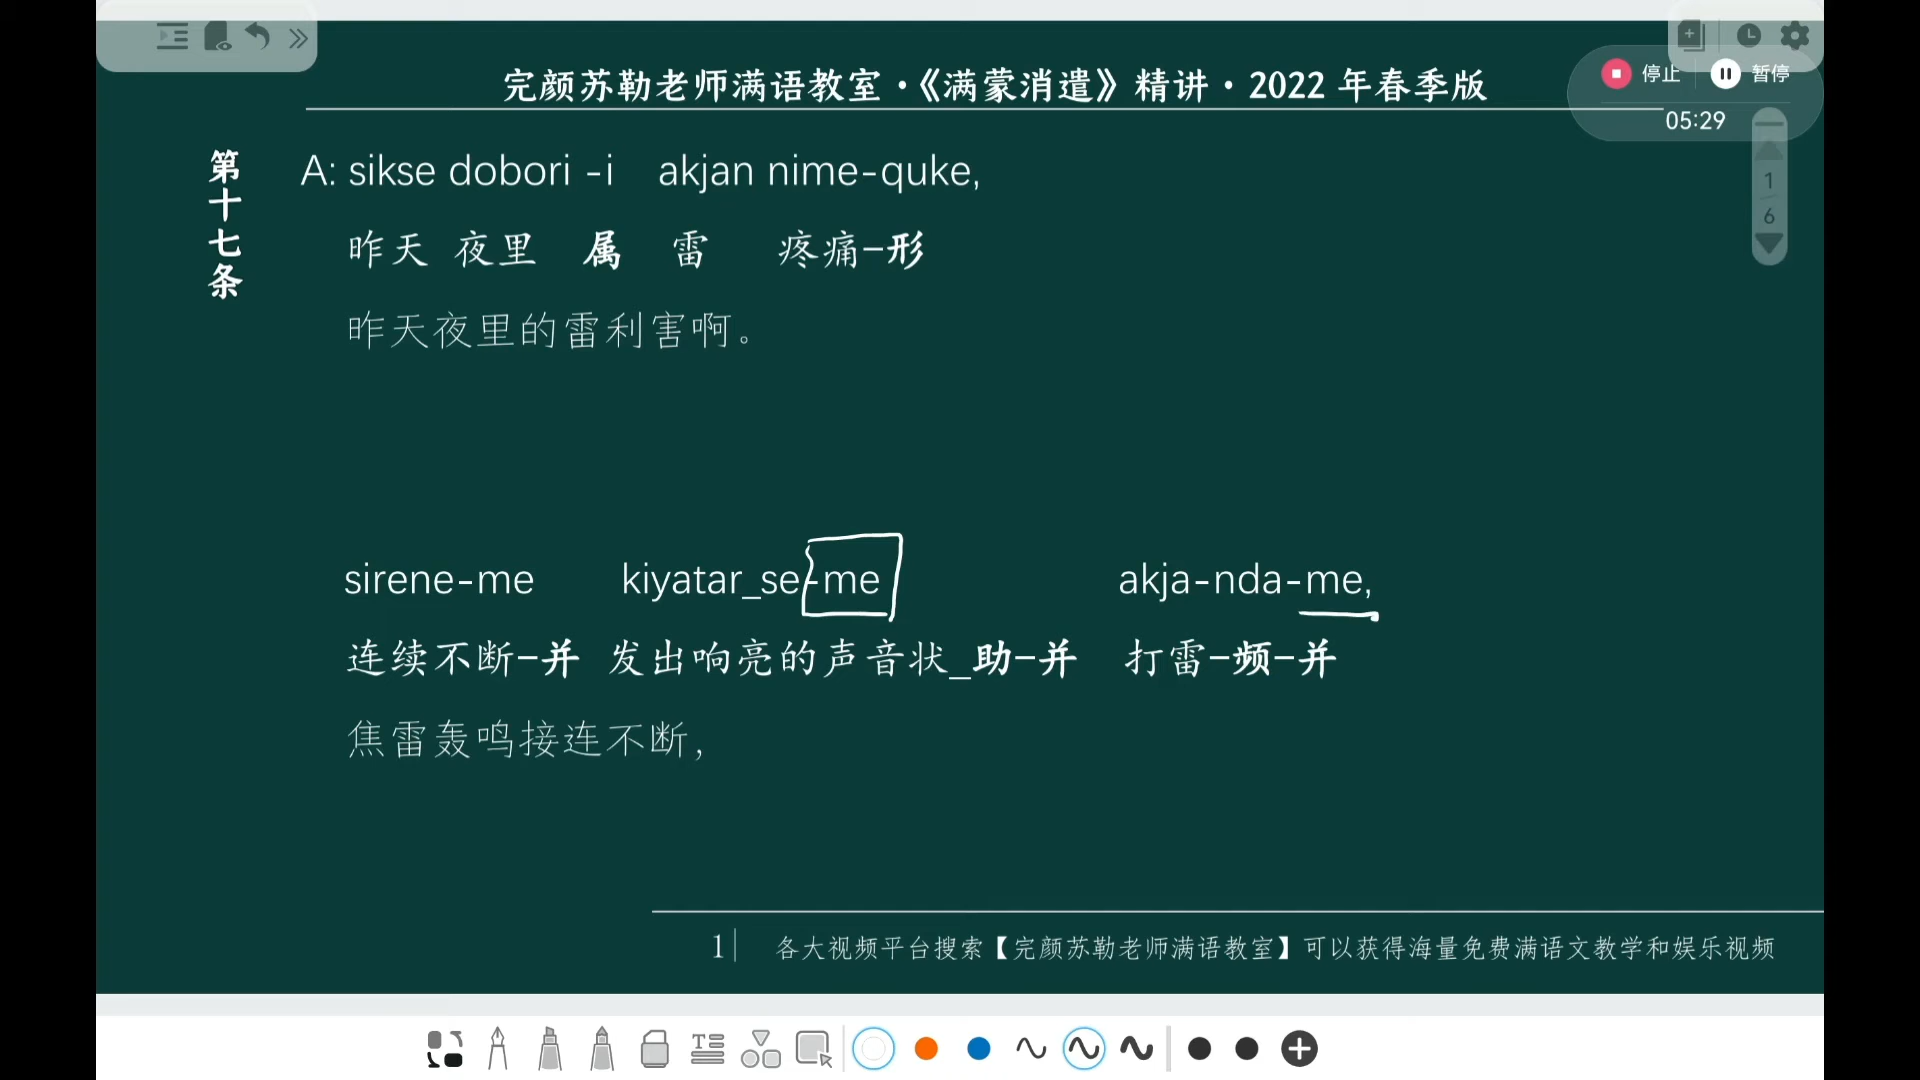 完颜苏勒老师满语教室·《满蒙消遣》精讲·2022 年春季版
停止 暂停
05:29
1
6
第十七条
A: sikse dobori -i akjan nime-quke,
昨天 夜里 属 雷 疼痛-形
昨天夜里的雷利害啊。
sirene-me kiyatar_se-me akja-nda-me,
连续不断-并 发出响亮的声音状_助-并 打雷-频-并
焦雷轰鸣接连不断，
1 各大视频平台搜索【完颜苏勒老师满语教室】可以获得海量免费满语文教学和娱乐视频